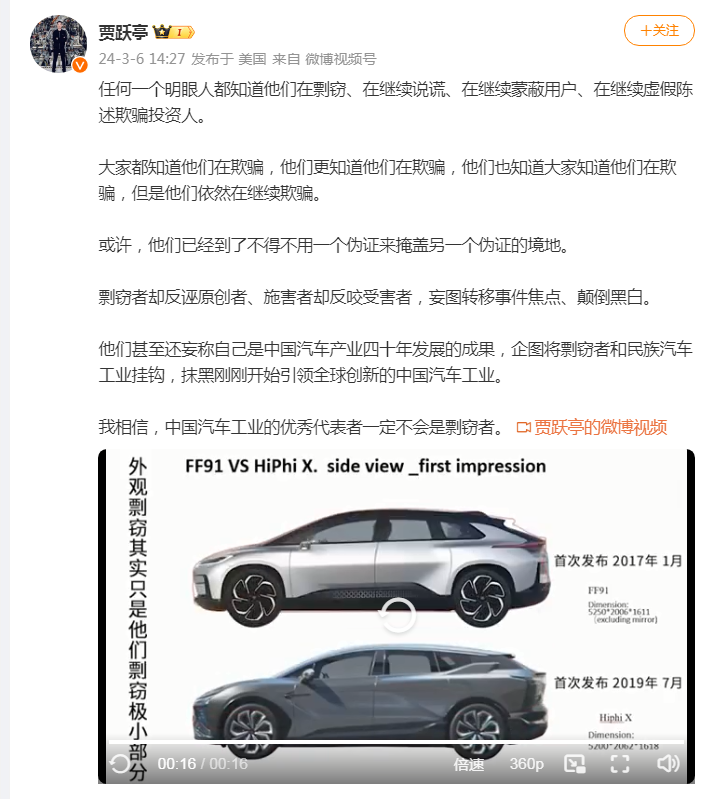 贾跃亭
I
+关注
24-3-6 14:27 发布于 美国 来自 微博视频号
任何一个明眼人都知道他们在剽窃、在继续说谎、在继续蒙蔽用户、在继续虚假陈
述欺骗投资人。
大家都知道他们在欺骗，他们更知道他们在欺骗，他们也知道大家知道他们在欺
骗，但是他们依然在继续欺骗。
或许，他们已经到了不得不用一个伪证来掩盖另一个伪证的境地。
剽窃者却反诬原创者、施害者却反咬受害者，妄图转移事件焦点、颠倒黑白。
他们甚至还妄称自己是中国汽车产业四十年发展的成果，企图将剽窃者和民族汽车
工业挂钩，抹黑刚刚开始引领全球创新的中国汽车工业。
我相信，中国汽车工业的优秀代表者一定不会是剽窃者。 贾跃亭的微博视频
外观剽窃其实只是他们剽窃极小部分
FF91 VS HiPhi X. side view _first impression
首次发布 2017年 1月
FF91
Dimension:
5250*2006*1611
(excluding mirror)
首次发布 2019年 7月
Hiphi X
Dimension:
5200*2062*1618
00:16 / 00:16
倍速
360p